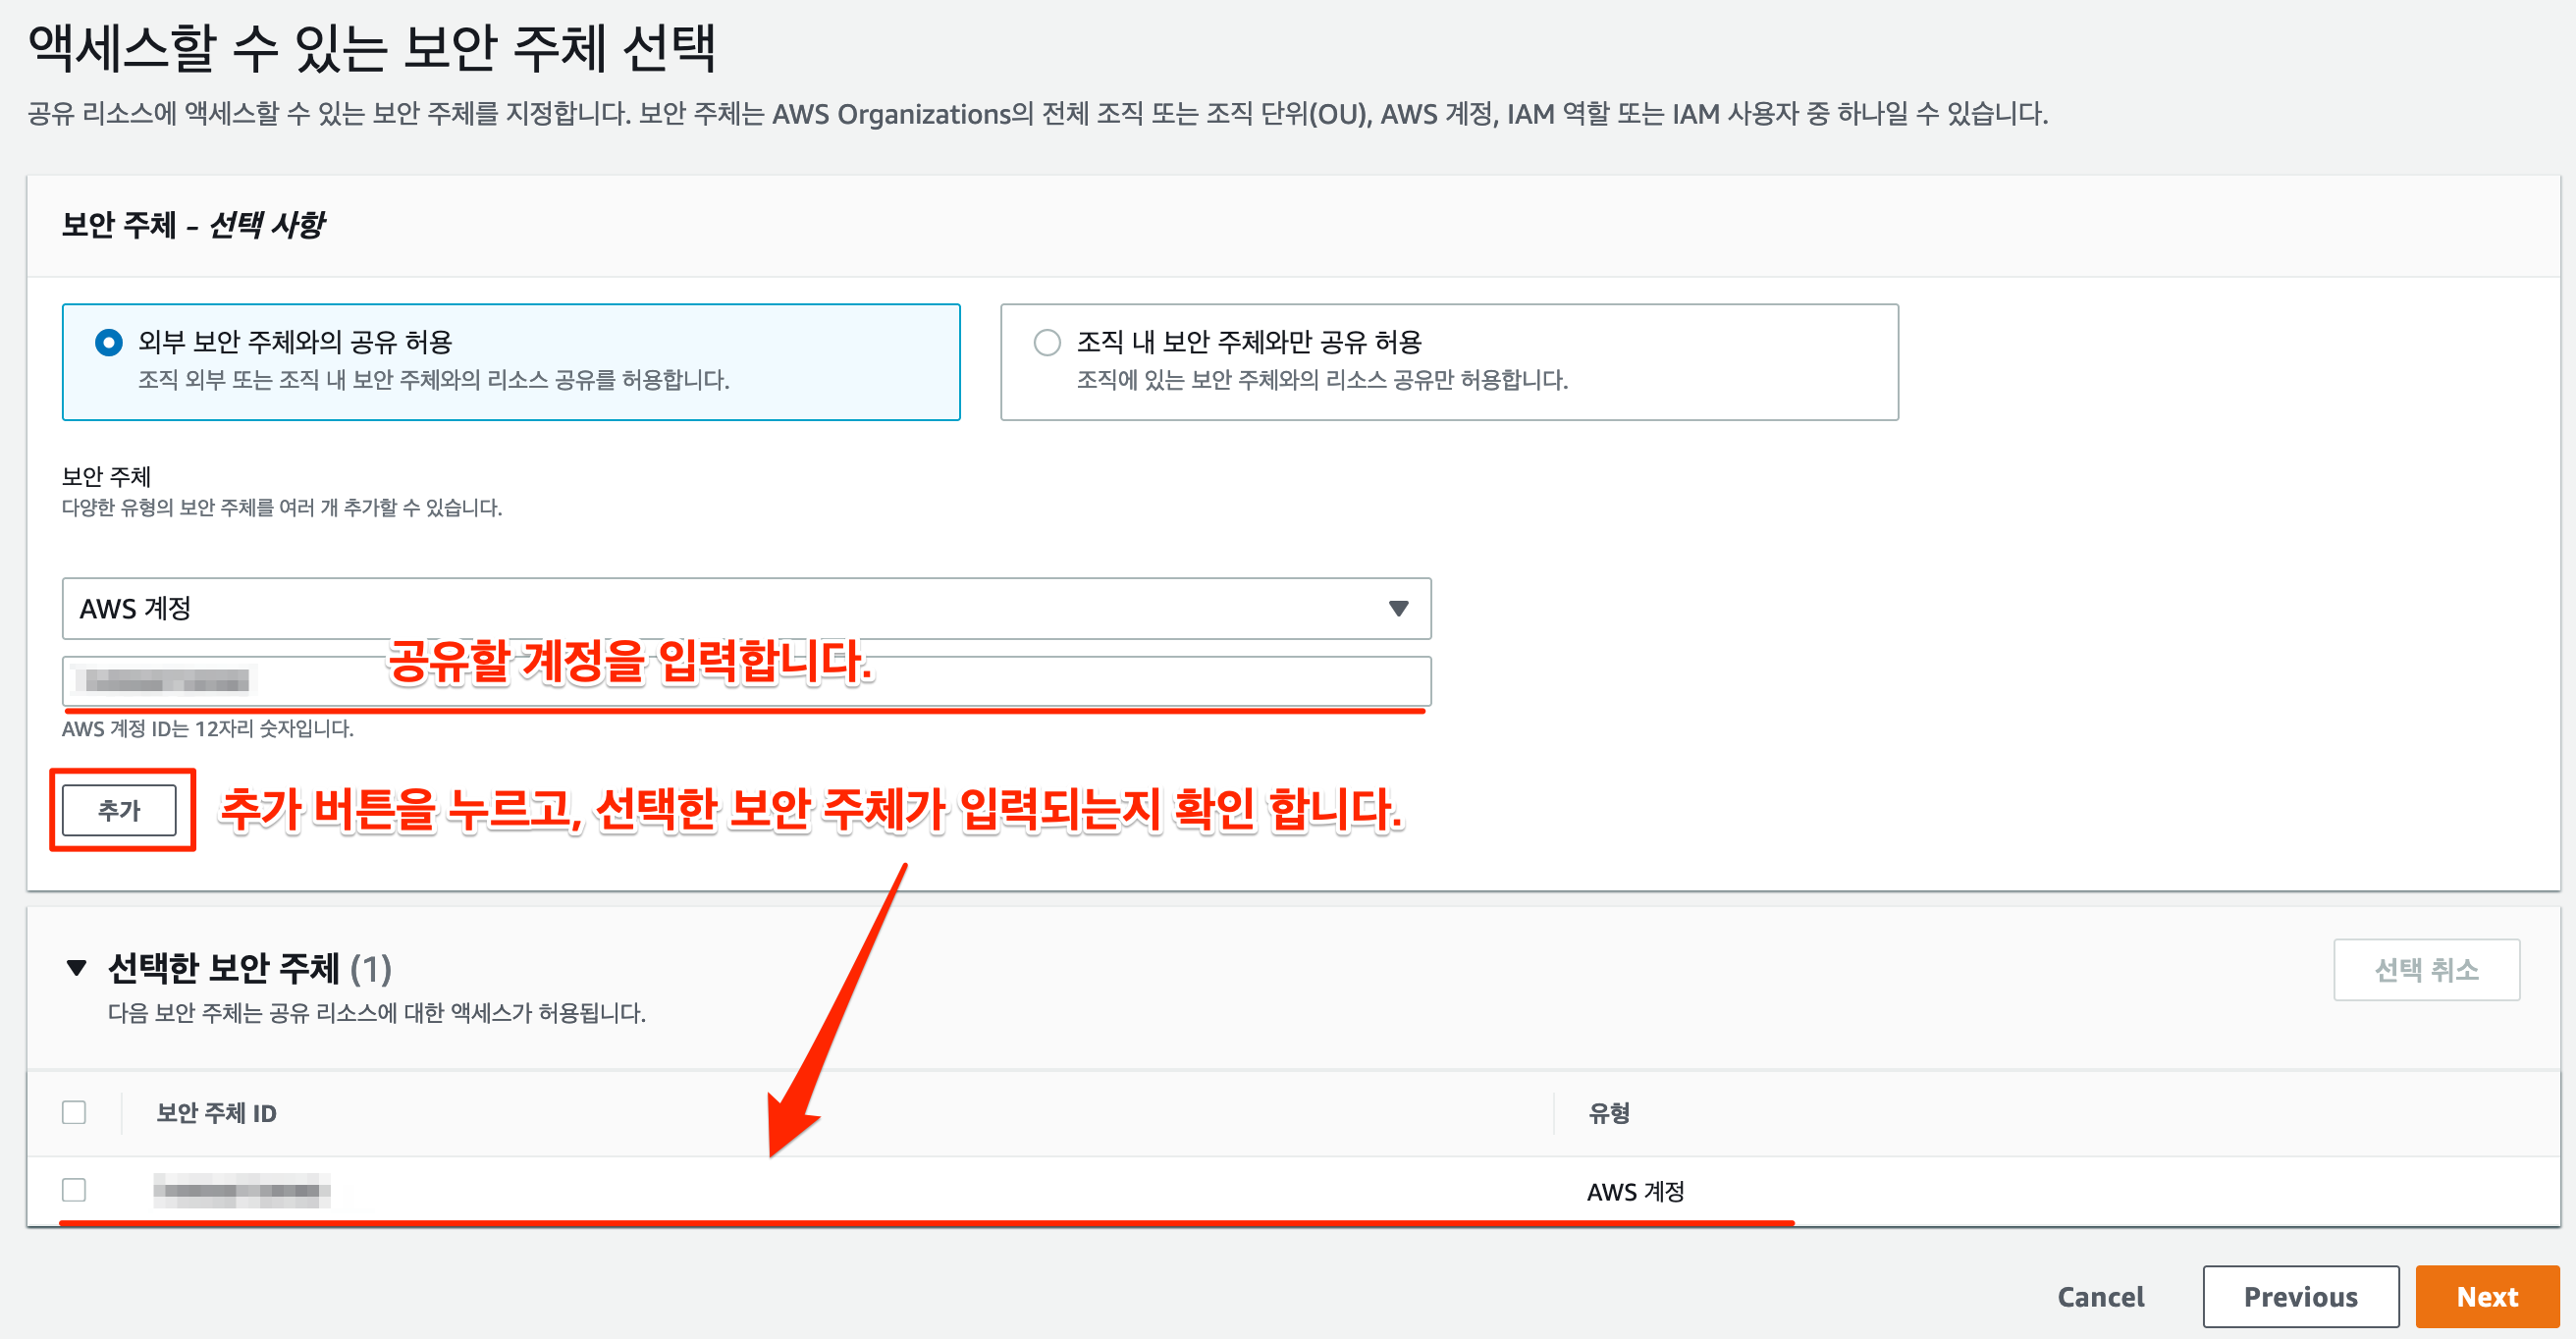 액세스할 수 있는 보안 주체 선택
공유 리소스에 액세스할 수 있는 보안 주체를 지정합니다. 보안 주체는 AWS Organizations의 전체 조직 또는 조직 단위(OU), AWS 계정, IAM 역할 또는 IAM 사용자 중 하나일 수 있습니다.
보안 주체 - 선택 사항
외부 보안 주체와의 공유 허용
조직 외부 또는 조직 내 보안 주체와의 리소스 공유를 허용합니다.
조직 내 보안 주체와만 공유 허용
조직에 있는 보안 주체와의 리소스 공유만 허용합니다.
보안 주체
다양한 유형의 보안 주체를 여러 개 추가할 수 있습니다.
AWS 계정
공유할 계정을 입력합니다.
AWS 계정 ID는 12자리 숫자입니다.
추가
추가 버튼을 누르고, 선택한 보안 주체가 입력되는지 확인 합니다.
선택한 보안 주체 (1)
다음 보안 주체는 공유 리소스에 대한 액세스가 허용됩니다.
선택 취소
보안 주체 ID
유형
AWS 계정
Cancel
Previous
Next